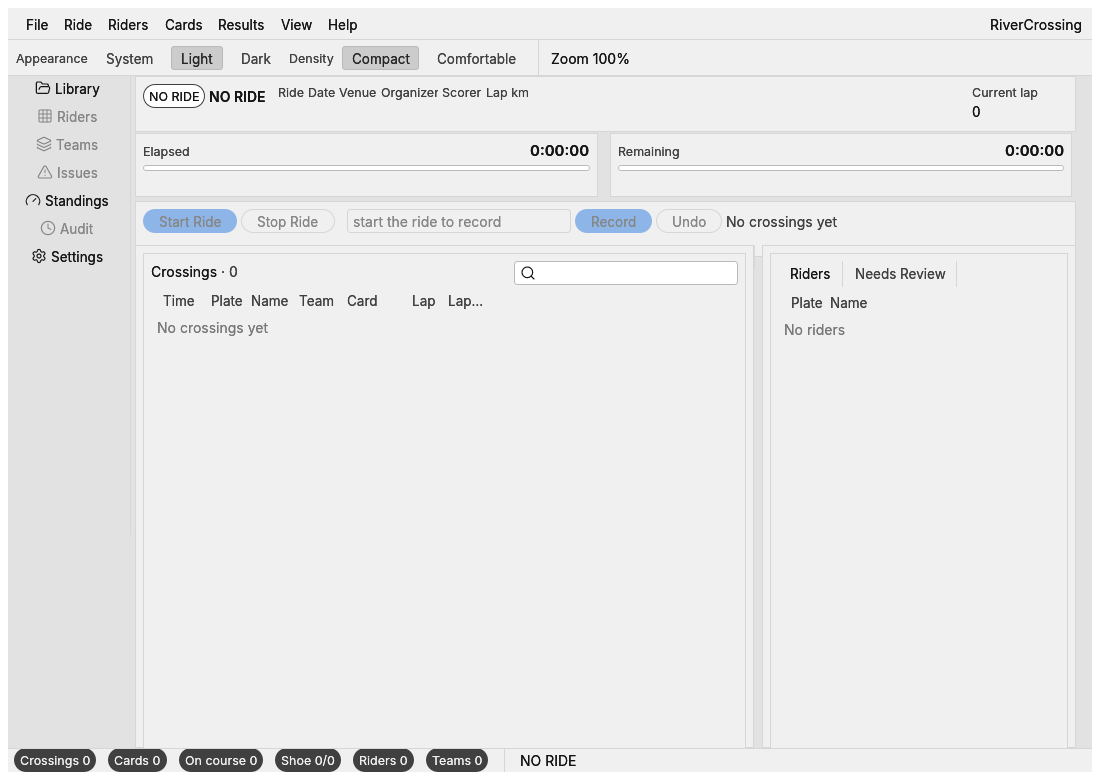 File Ride Riders Cards Results View Help RiverCrossing
Appearance System Light Dark Density Compact Comfortable Zoom 100%
Library
Riders
Teams
Issues
Standings
Audit
Settings
NO RIDE NO RIDE Ride Date Venue Organizer Scorer Lap km
Current lap
0
Elapsed 0:00:00
Remaining 0:00:00
Start Ride Stop Ride start the ride to record Record Undo No crossings yet
Crossings · 0
Time Plate Name Team Card Lap Lap...
No crossings yet
Riders Needs Review
Plate Name
No riders
Crossings 0 Cards 0 On course 0 Shoe 0/0 Riders 0 Teams 0 NO RIDE